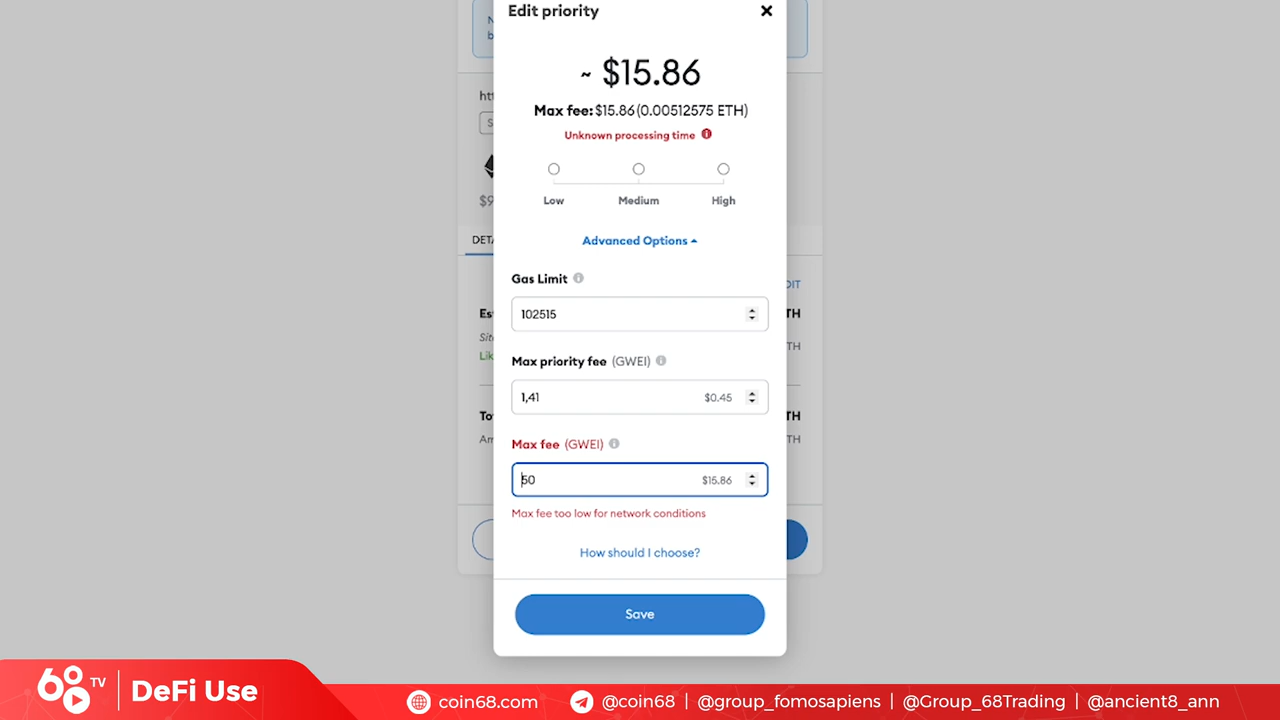 Edit priority
~ $15.86
Max fee: $15.86 (0.00512575 ETH)
Unknown processing time
Low Medium High
Advanced Options
Gas Limit
102515
Max priority fee (GWEI)
1,41 $0.45
Max fee (GWEI)
50 $15.86
Max fee too low for network conditions
How should I choose?
Save
68 TV DeFi Use
coin68.com @coin68 | @group_fomosapiens | @Group_68Trading | @ancient8_ann